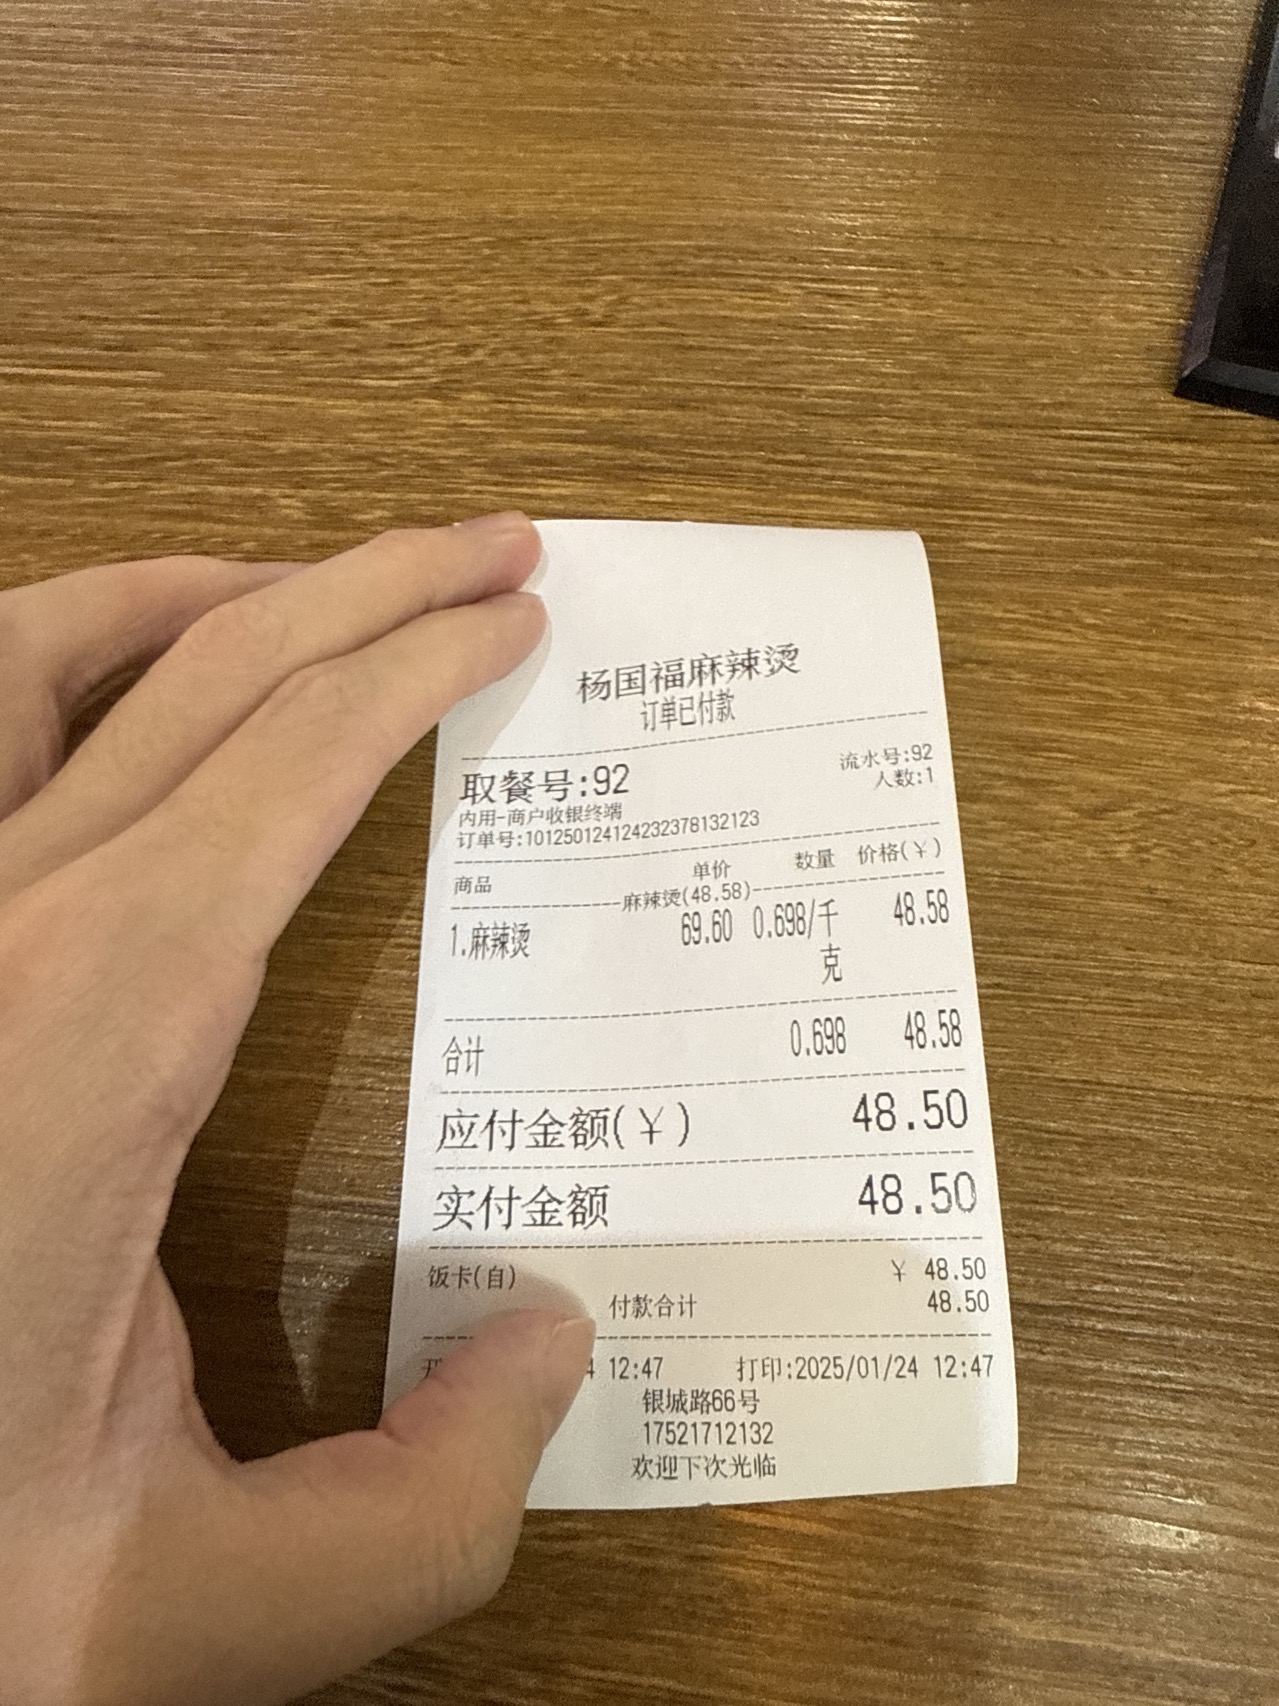 杨国福麻辣烫
订单已付款
取餐号:92 流水号:92
人数:1
内用-商户收银终端
订单号:101250124124232378132123
商品 单价 数量 价格(￥)
麻辣烫(48.58)
1.麻辣烫 69.60 0.698/千克 48.58
合计 0.698 48.58
应付金额(￥) 48.50
实付金额 48.50
饭卡(自) ￥ 48.50
付款合计 48.50
4 12:47 打印:2025/01/24 12:47
银城路66号
17521712132
欢迎下次光临